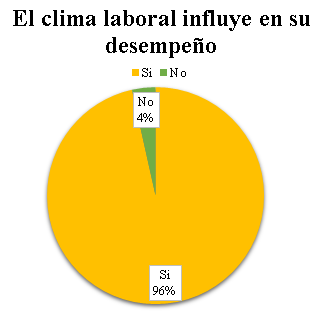 El clima laboral influye en su
desempeño
Si No
No
4%
Si
96%